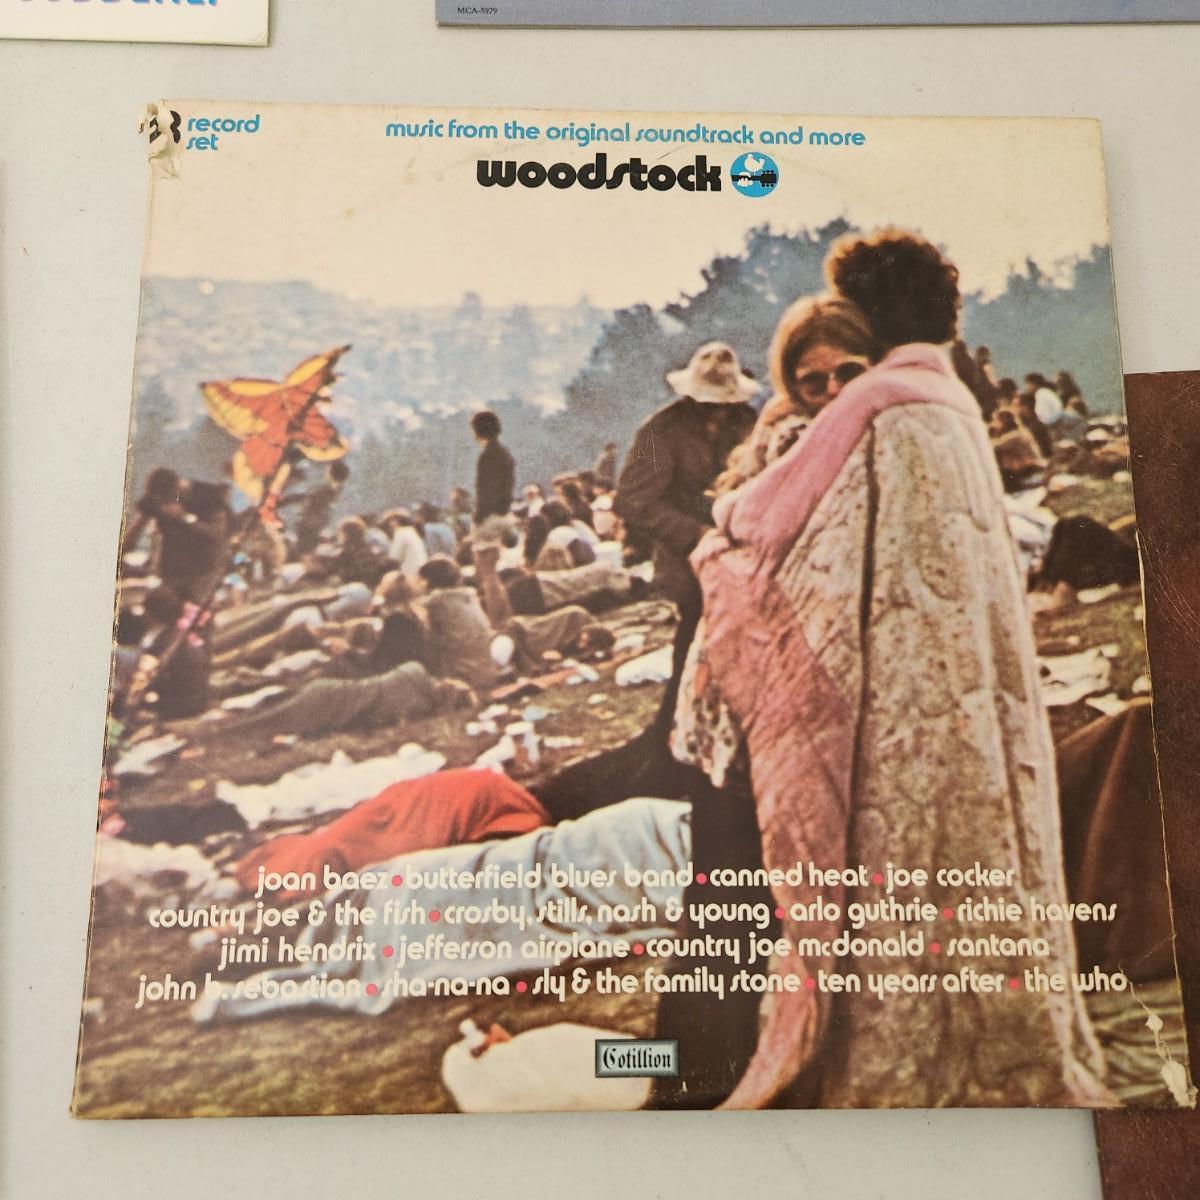 MCA-5979
3 record
set
music from the original soundtrack and more
woodstock
joan baez•butterfield blues band•canned heat•joe cocker
country joe & the fish•crosby, stills, nash & young•arlo guthrie•richie havens
jimi hendrix•jefferson airplane•country joe mcdonald•santana
john b. sebastian•sha-na-na•sly & the family stone•ten years after•the who
Cotillion